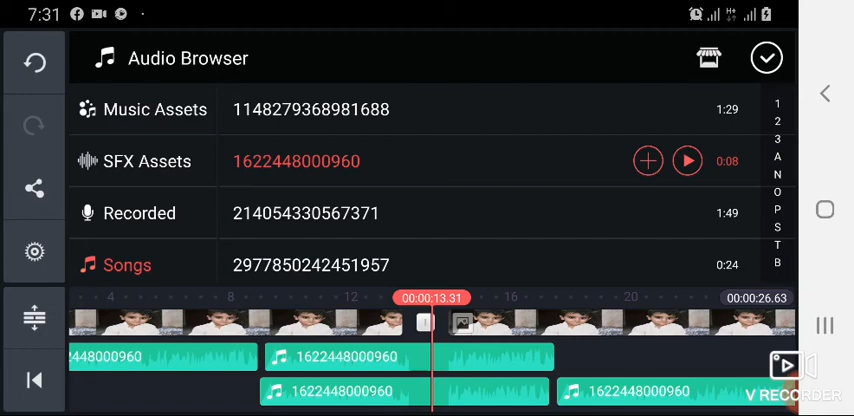 7:31
H+
Audio Browser
Music Assets
1148279368981688
1:29
SFX Assets
1622448000960
0:08
Recorded
214054330567371
1:49
Songs
2977850242451957
0:24
1
2
3
A
N
O
P
S
T
B
4
8
12
00:00:13.31
16
20
00:00:26.63
2448000960
1622448000960
1622448000960
1622448000960
V RECORDER